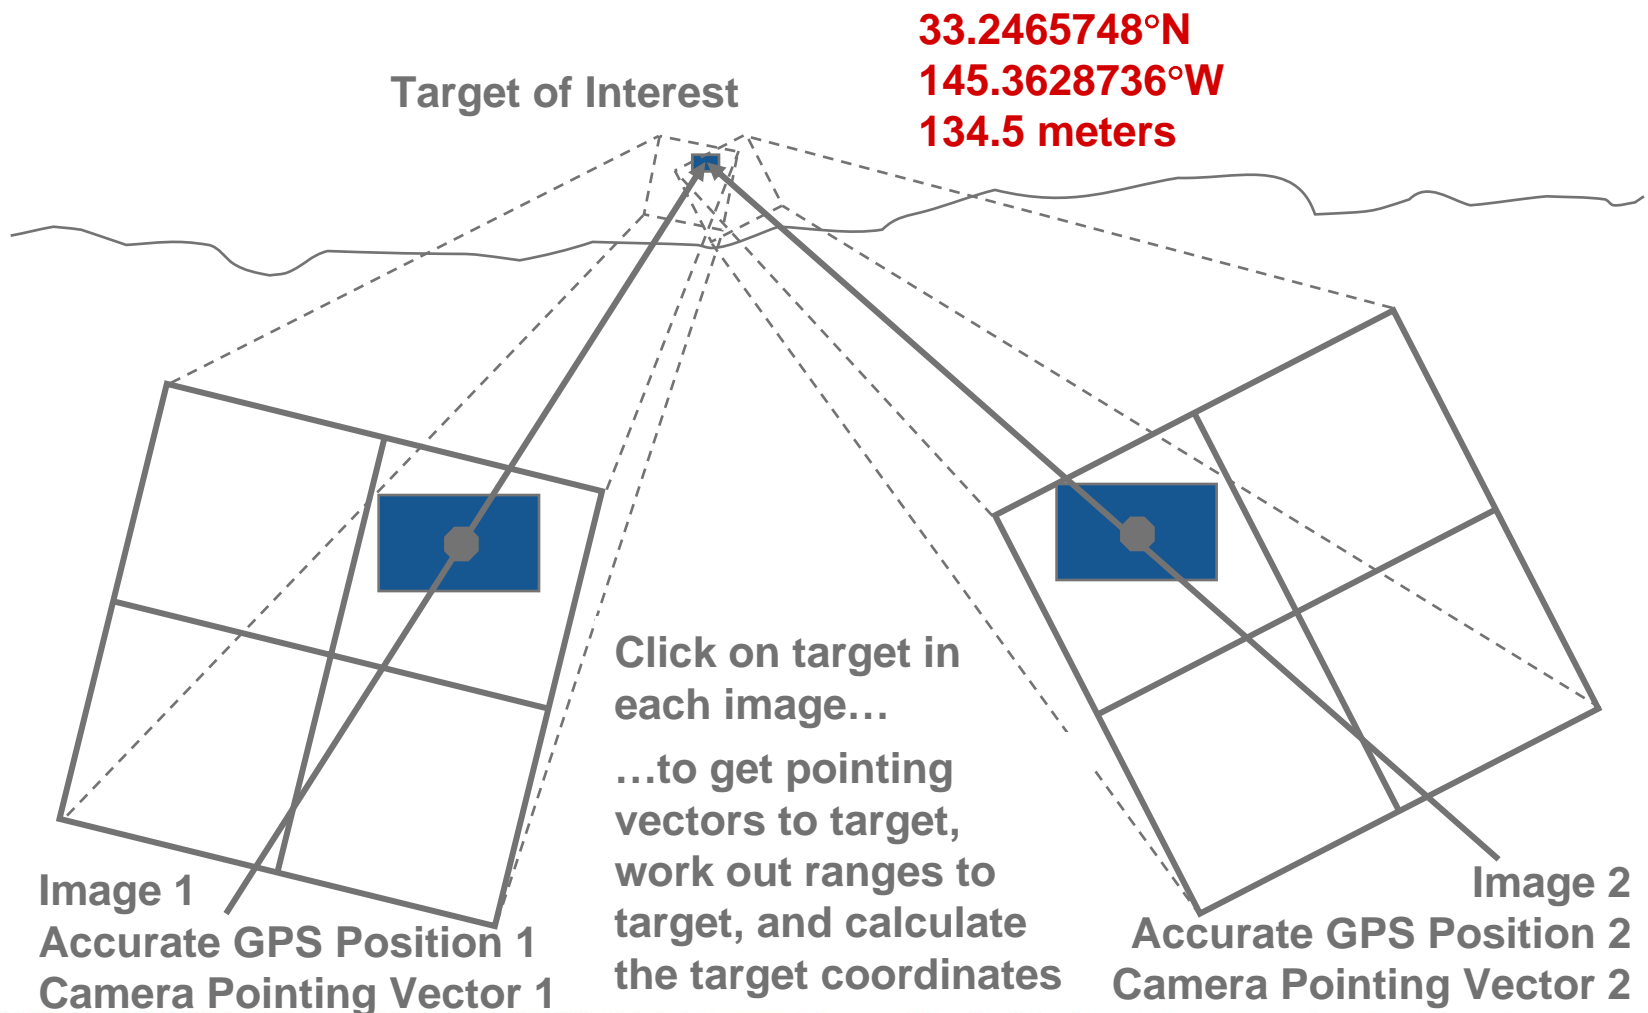 33.2465748°N
145.3628736°W
134.5 meters
Target of Interest
Click on target in
each image…
…to get pointing
vectors to target,
work out ranges to
target, and calculate
the target coordinates
Image 1
Accurate GPS Position 1
Camera Pointing Vector 1
Image 2
Accurate GPS Position 2
Camera Pointing Vector 2